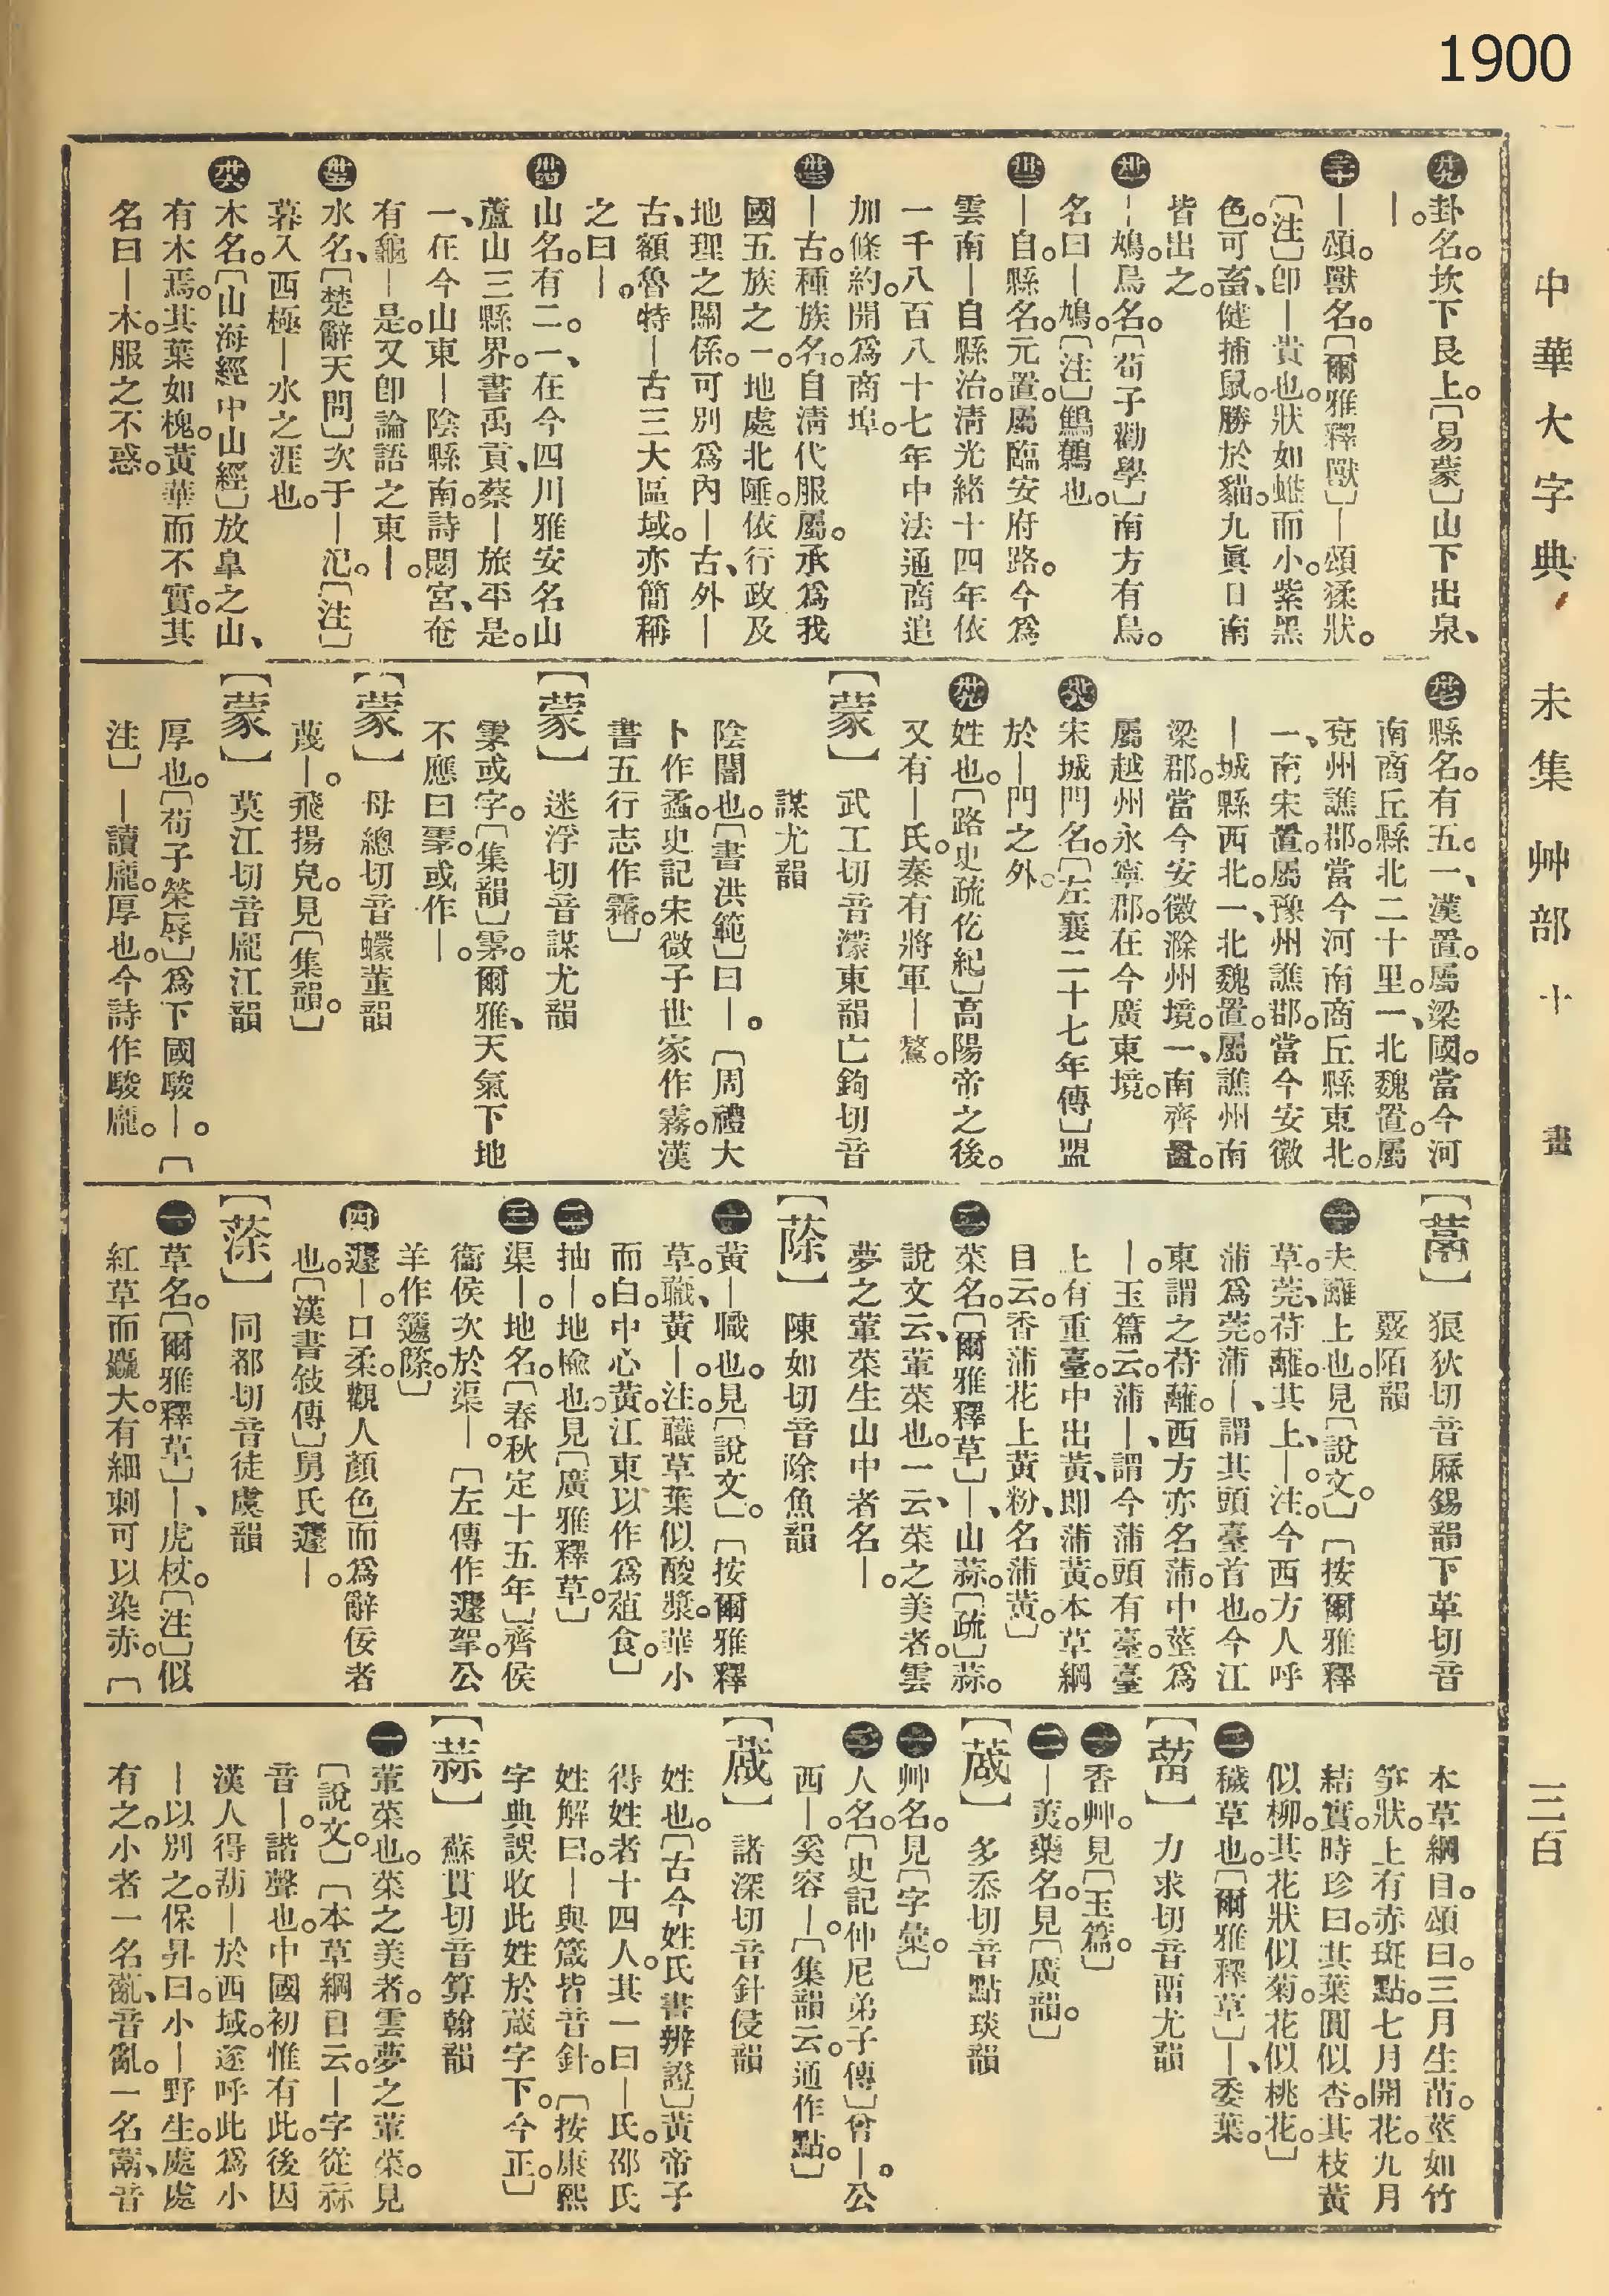 1900
中華大字典 未集 艸部 十畫 三百
卄九 卦名。坎下艮上。〔易蒙〕山下出泉、
｜。
三十 ｜頌。獸名。〔爾雅釋獸〕｜頌猱狀。
〔注〕卽｜貴也。狀如蜼而小。紫黑
色。可畜、健捕鼠。勝於貓。九眞日南
皆出之。
卅一 ｜鳩。鳥名。〔荀子勸學〕南方有鳥。
名曰｜鳩。〔注〕鷦鷯也。
卅二 ｜自。縣名。元置。屬臨安府路。今爲
雲南｜自縣治。淸光緒十四年依
一千八百八十七年中法通商追
加條約。開爲商埠。
卅三 ｜古。種族名。自淸代服屬。承爲我
國五族之一。地處北陲。依行政及
地理之關係。可別爲內｜古、外｜
古、額魯特｜古三大區域。亦簡稱
之曰｜。
卅四 山名。有二。一、在今四川雅安名山
蘆山三縣界。書禹貢、蔡｜旅平是。
一、在今山東｜陰縣南。詩閟宮、奄
有龜｜是。又卽論語之東｜。
卅五 水名、〔楚辭天問〕次于｜汜。〔注〕
暮入西極｜水之涯也。
卅六 木名。〔山海經中山經〕放皐之山、
有木焉。其葉如槐。黃華而不實。其
名曰｜木。服之不惑。
卅七 縣名。有五。一、漢置。屬梁國。當今河
南商丘縣北二十里。一、北魏置。屬
兗州譙郡。當今河南商丘縣東北。
一、南宋置。屬豫州譙郡。當今安徽
｜城縣西北。一、北魏置。屬譙州南
梁郡。當今安徽滁州境。一、南齊置。
屬越州永寧郡。在今廣東境。
卅八 宋城門名。〔左襄二十七年傳〕盟
於｜門之外。
卅九 姓也。〔路史疏仡紀〕高陽帝之後。
又有｜氏。秦有將軍｜驁。
〔蒙〕 武工切音濛東韻亡鉤切音
謀尤韻
陰闇也。〔書洪範〕曰｜。〔周禮大
卜作蟊。史記宋微子世家作霧。漢
書五行志作霿。〕
〔蒙〕 迷浮切音謀尤韻
雺或字。〔集韻〕雺。爾雅、天氣下地
不應曰雺。或作｜。
〔蒙〕 母總切音蠓董韻
蔑｜。飛揚皃。見〔集韻。〕
〔蒙〕 莫江切音龐江韻
厚也。〔荀子榮辱〕爲下國駿｜。〔
注〕｜讀龐。厚也。今詩作駿龐。
〔蒚〕 狼狄切音厤錫韻下革切音
覈陌韻
一 夫蘺上也。見〔說文。〕〔按爾雅釋
草。莞、苻蘺。其上、｜。注。今西方人呼
蒲爲莞。蒲｜、謂其頭臺首也。今江
東謂之苻蘺。西方亦名蒲。中莖爲
｜。玉篇云。蒲｜、謂今蒲頭有臺。臺
上有重臺。中出黃、卽蒲黃。本草綱
目云。香蒲花上黃粉、名蒲黃。〕
二 菜名。〔爾雅釋草〕｜、山蒜。〔疏〕蒜。
說文云、葷菜也。一云、菜之美者。雲
夢之葷菜生山中者名｜。
〔蒢〕 陳如切音除魚韻
一 黃｜職也。見〔說文。〕〔按爾雅釋
草。職、黃｜。注。職草葉似酸漿。華小
而白。中心黃。江東以作爲葅食。〕
二 抽｜。地楡也。見〔廣雅釋草。〕
三 渠｜。地名。〔春秋定十五年〕齊侯
衞侯次於渠｜。〔左傳作蘧挐。公
羊作籧篨。〕
四 蘧｜。口柔。觀人顏色而爲辭佞者
也。〔漢書敍傳〕舅氏蘧｜。
〔蒤〕 同都切音徒虞韻
一 草名。〔爾雅釋草〕｜、虎杖。〔注〕似
紅草而麤大。有細刺。可以染赤。〔
本草綱目。頌曰。三月生苗。莖如竹
笋狀。上有赤斑點。七月開花。九月
結實。時珍曰。其葉圓似杏。其枝黃
似柳。其花狀似菊。花似桃花。〕
二 穢草也。〔爾雅釋草〕｜、委葉。
〔蒥〕 力求切音畱尤韻
一 香艸。見〔玉篇。〕
二 ｜荑。藥名。見〔廣韻。〕
〔蒧〕 多忝切音點琰韻
一 艸名。見〔字彙。〕
二 人名。〔史記仲尼弟子傳〕曾｜。公
西｜。奚容｜。〔集韻云。通作點。〕
〔蒧〕 諸深切音針侵韻
姓也。〔古今姓氏書辨證〕黃帝子
得姓者十四人。其一曰｜氏。邵氏
姓解曰。｜與箴皆音針。〔按康熙
字典誤收此姓於葴字下。今正。〕
〔蒜〕 蘇貫切音算翰韻
一 葷菜也。菜之美者。雲夢之葷菜。見
〔說文。〕〔本草綱目云。｜字從祘
音｜。諧聲也。中國初惟有此。後因
漢人得葫｜於西域。遂呼此爲小
｜以別之。保昇曰。小｜野生。處處
有之。小者一名䔉、音亂。一名蒚、音